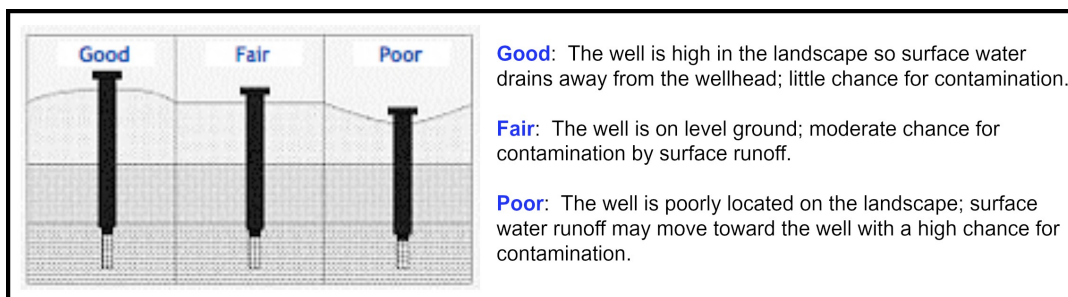 Good Fair Poor
Good:  The well is high in the landscape so surface water
drains away from the wellhead; little chance for contamination.
Fair:  The well is on level ground; moderate chance for
contamination by surface runoff.
Poor:  The well is poorly located on the landscape; surface
water runoff may move toward the well with a high chance for
contamination.